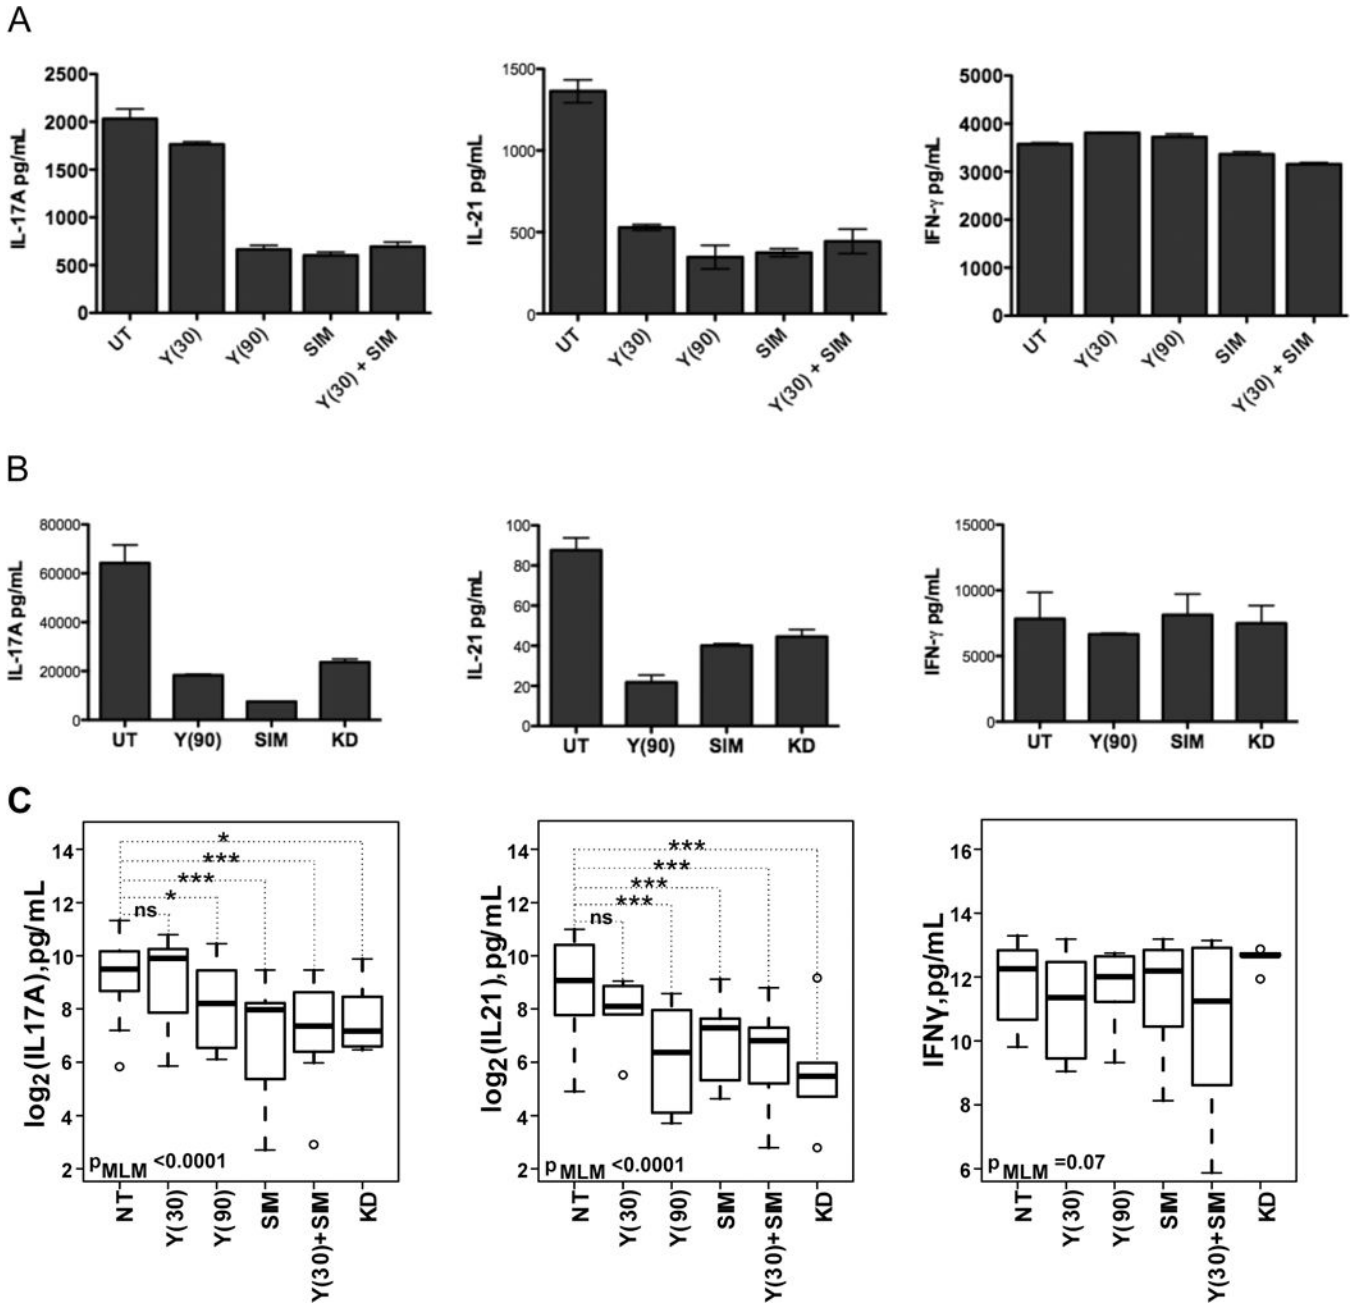 A
IL-17A pg/mL
2500
2000
1500
1000
500
0
UT
Y(30)
Y(90)
SIM
Y(30) + SIM
IL-21 pg/mL
1500
1000
500
0
UT
Y(30)
Y(90)
SIM
Y(30) + SIM
IFN-γ pg/mL
5000
4000
3000
2000
1000
0
UT
Y(30)
Y(90)
SIM
Y(30) + SIM
B
IL-17A pg/mL
80000
60000
40000
20000
0
UT Y(90) SIM KD
IL-21 pg/mL
100
80
60
40
20
0
UT Y(90) SIM KD
IFN-γ pg/mL
15000
10000
5000
0
UT Y(90) SIM KD
C
log2(IL17A),pg/mL
14
12
10
8
6
4
2
*
***
***
*
ns
pMLM <0.0001
NT
Y(30)
Y(90)
SIM
Y(30)+SIM
KD
log2(IL21),pg/mL
14
12
10
8
6
4
2
***
***
***
***
ns
pMLM <0.0001
NT
Y(30)
Y(90)
SIM
Y(30)+SIM
KD
IFNγ,pg/mL
16
14
12
10
8
6
pMLM =0.07
NT
Y(30)
Y(90)
SIM
Y(30)+SIM
KD